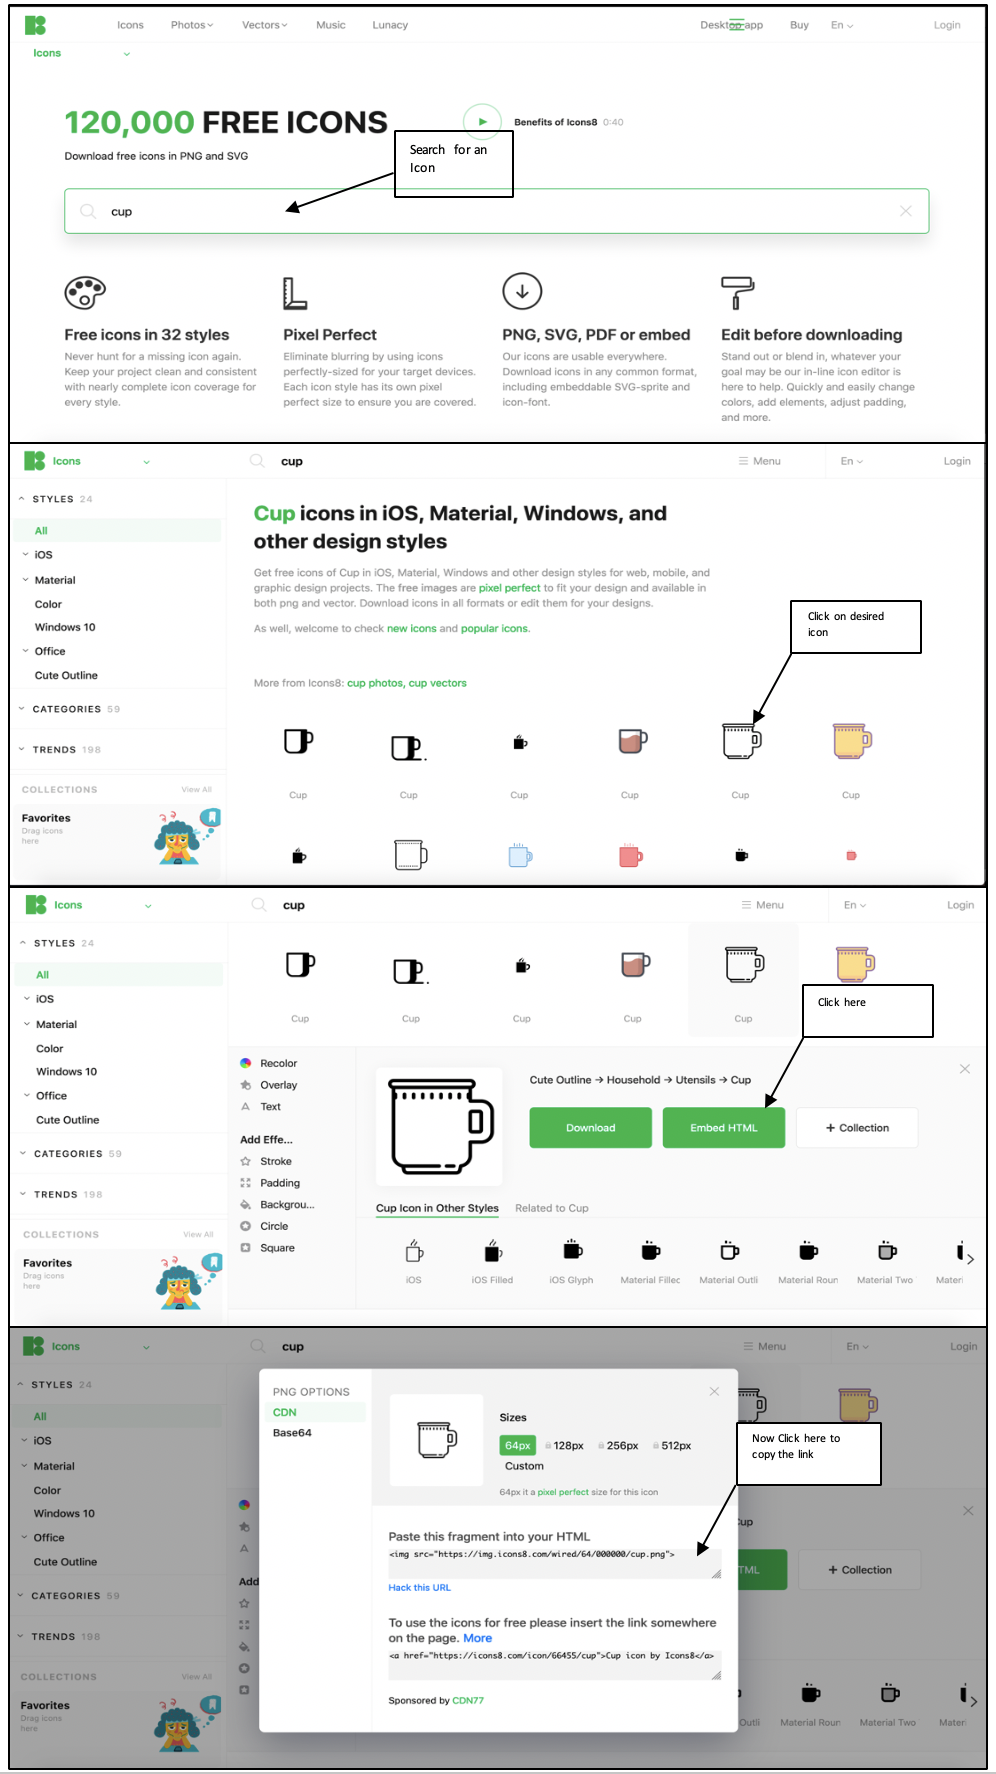 Icons Photos Vectors Music Lunacy Desktop app Buy En Login
Icons
120,000 FREE ICONS
Benefits of Icons8 0:40
Download free icons in PNG and SVG
Search for an
Icon
cup
Free icons in 32 styles
Never hunt for a missing icon again.
Keep your project clean and consistent
with nearly complete icon coverage for
every style.
Pixel Perfect
Eliminate blurring by using icons
perfectly-sized for your target devices.
Each icon style has its own pixel
perfect size to ensure you are covered.
PNG, SVG, PDF or embed
Our icons are usable everywhere.
Download icons in any common format,
including embeddable SVG-sprite and
icon-font.
Edit before downloading
Stand out or blend in, whatever your
goal may be our in-line icon editor is
here to help. Quickly and easily change
colors, add elements, adjust padding,
and more.
Icons cup Menu En Login
STYLES 24
All
iOS
Material
Color
Windows 10
Office
Cute Outline
CATEGORIES 59
TRENDS 198
COLLECTIONS View All
Favorites
Drag icons
here
Cup icons in iOS, Material, Windows, and
other design styles
Get free icons of Cup in iOS, Material, Windows and other design styles for web, mobile, and
graphic design projects. The free images are pixel perfect to fit your design and available in
both png and vector. Download icons in all formats or edit them for your designs.
As well, welcome to check new icons and popular icons.
Click on desired
icon
More from Icons8: cup photos, cup vectors
Cup Cup Cup Cup Cup Cup
Icons cup Menu En Login
STYLES 24
All
iOS
Material
Color
Windows 10
Office
Cute Outline
CATEGORIES 59
TRENDS 198
COLLECTIONS View All
Favorites
Drag icons
here
Cup Cup Cup Cup Cup
Click here
Recolor
Overlay
Text
Add Effe...
Stroke
Padding
Backgrou...
Circle
Square
Cute Outline → Household → Utensils → Cup
Download Embed HTML + Collection
Cup Icon in Other Styles Related to Cup
iOS iOS Filled iOS Glyph Material Filled Material Outli Material Roun Material Two Materi
Icons cup Menu En Login
STYLES 24
All
iOS
Material
Color
Windows 10
Office
Cute Outline
CATEGORIES 59
TRENDS 198
COLLECTIONS View All
Favorites
Drag icons
here
Add
PNG OPTIONS
CDN
Base64
Sizes
64px 128px 256px 512px
Custom
64px it a pixel perfect size for this icon
Now Click here to
copy the link
Paste this fragment into your HTML
<img src="https://img.icons8.com/wired/64/000000/cup.png">
Hack this URL
To use the icons for free please insert the link somewhere
on the page. More
<a href="https://icons8.com/icon/66455/cup">Cup icon by Icons8</a>
Sponsored by CDN77
Cup
TML + Collection
Outli Material Roun Material Two Materi